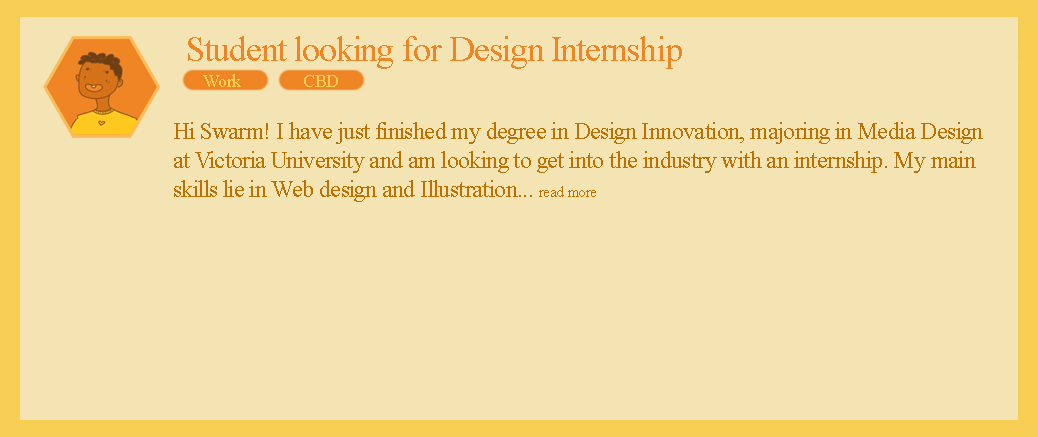 Student looking for Design Internship
Work CBD
Hi Swarm! I have just finished my degree in Design Innovation, majoring in Media Design
at Victoria University and am looking to get into the industry with an internship. My main
skills lie in Web design and Illustration... read more